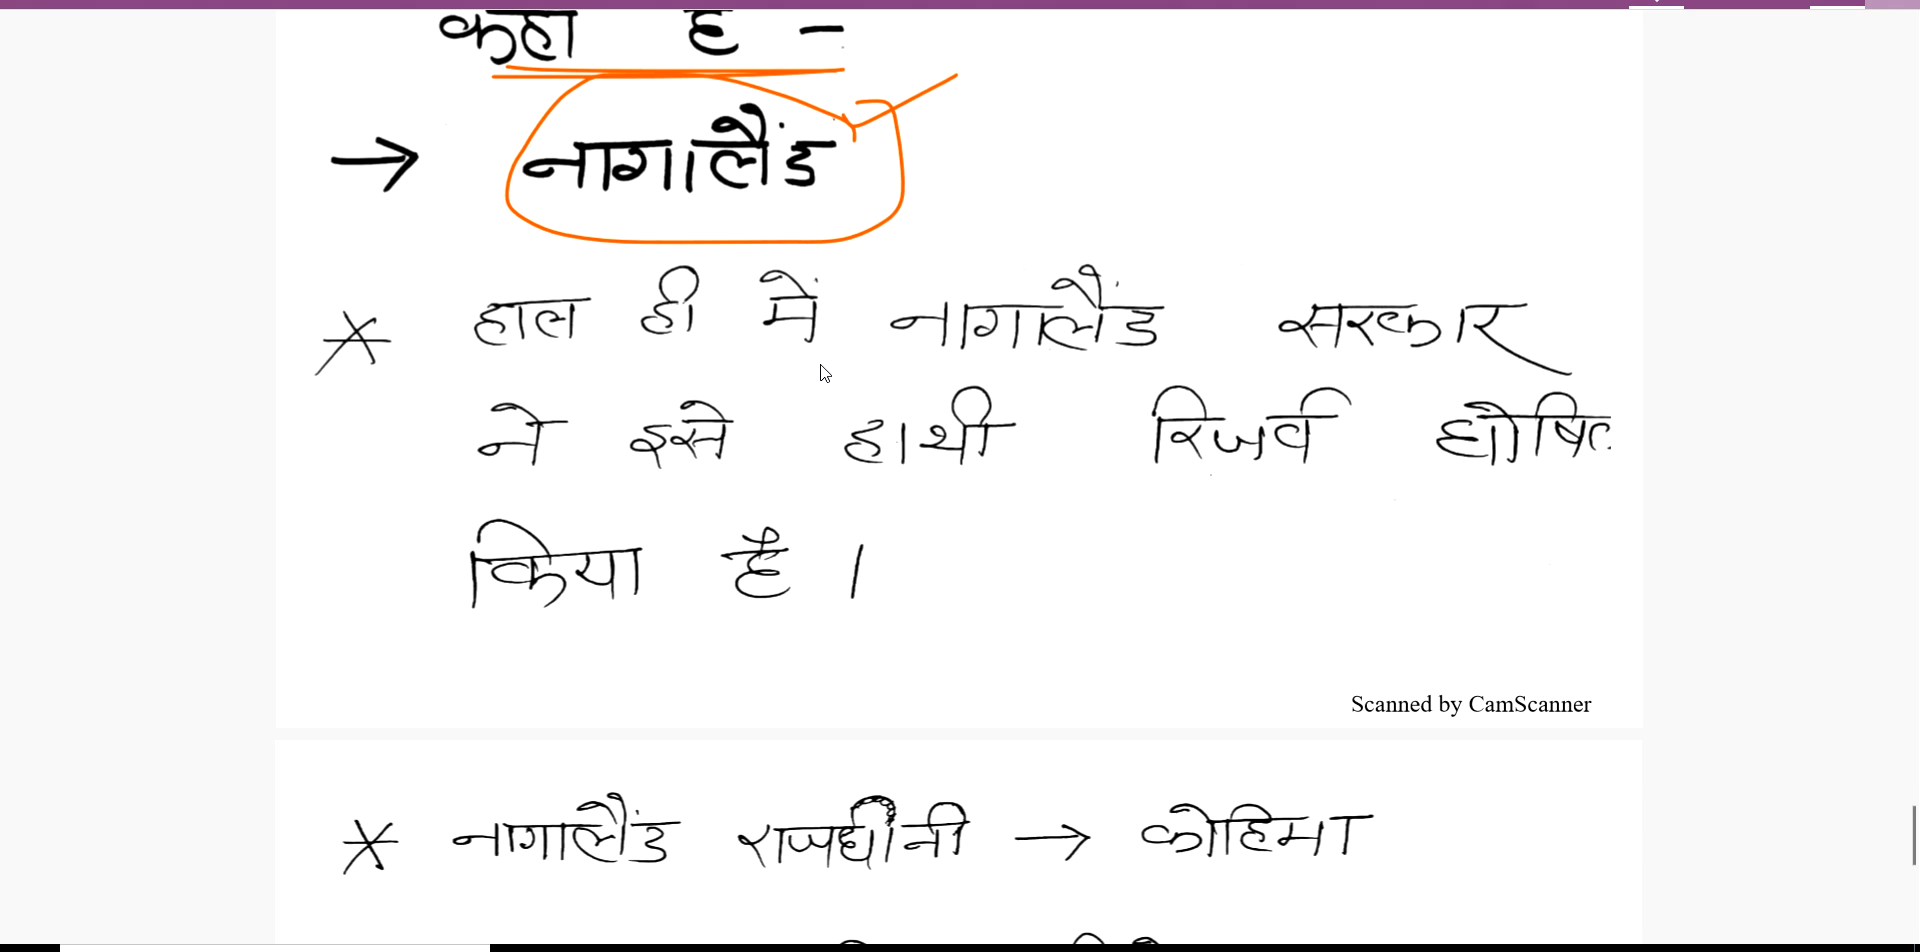 कहा है -
→ नागालैंड
* हाल ही में नागालैंड सरकार
ने इसे हाथी रिजर्व घोषित
किया है ।
Scanned by CamScanner
* नागालैंड राजधानी → कोहिमा